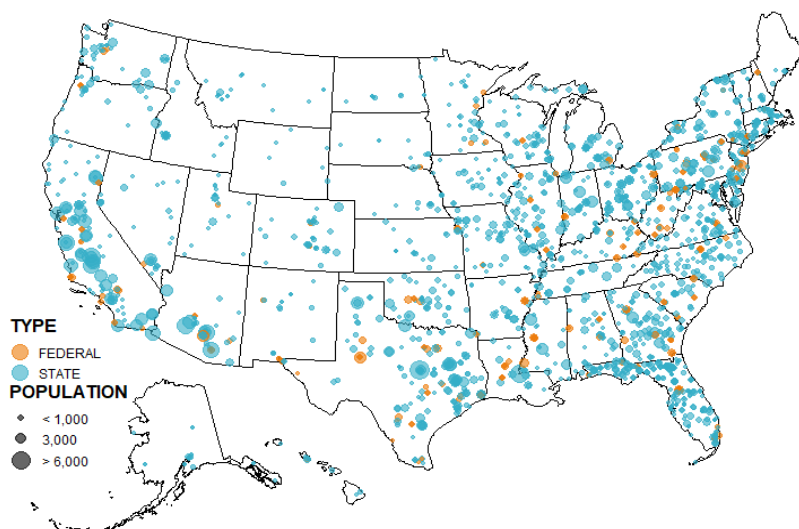 TYPE
FEDERAL
STATE
POPULATION
< 1,000
3,000
> 6,000